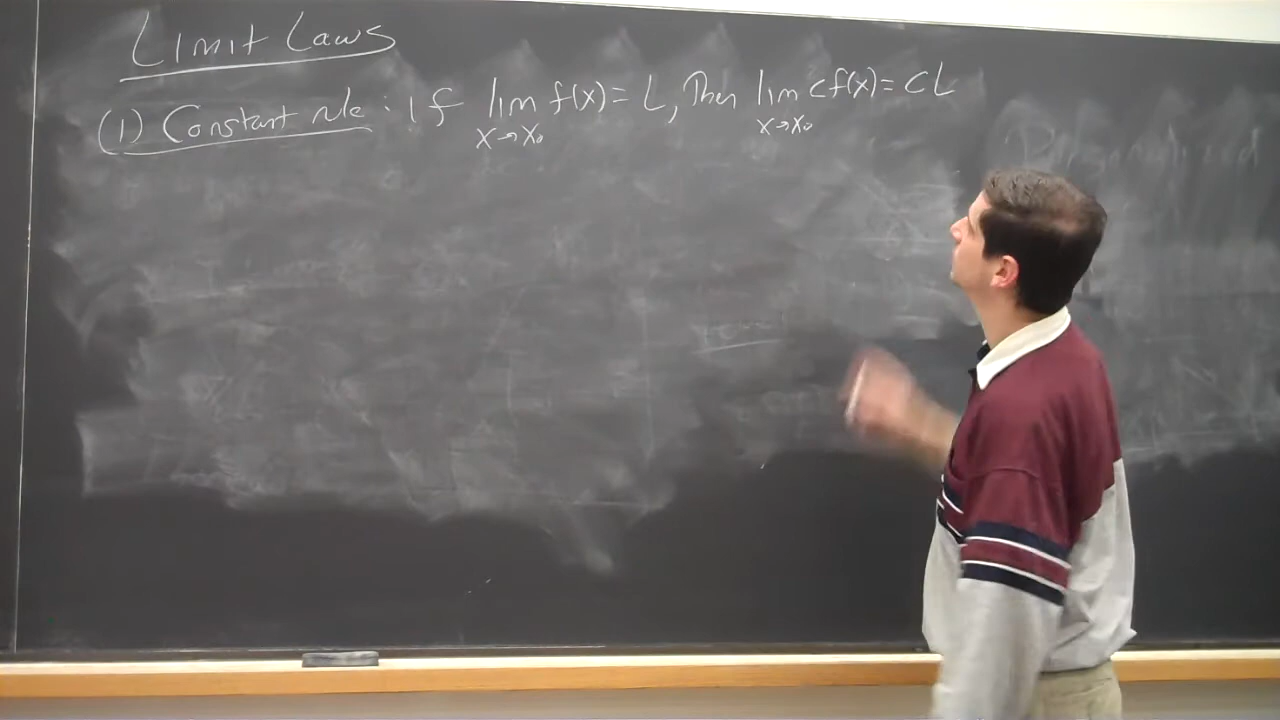 Limit Laws
(1) Constant rule : If lim f(x) = L, Then lim cf(x) = cL
x→x₀ x→x₀